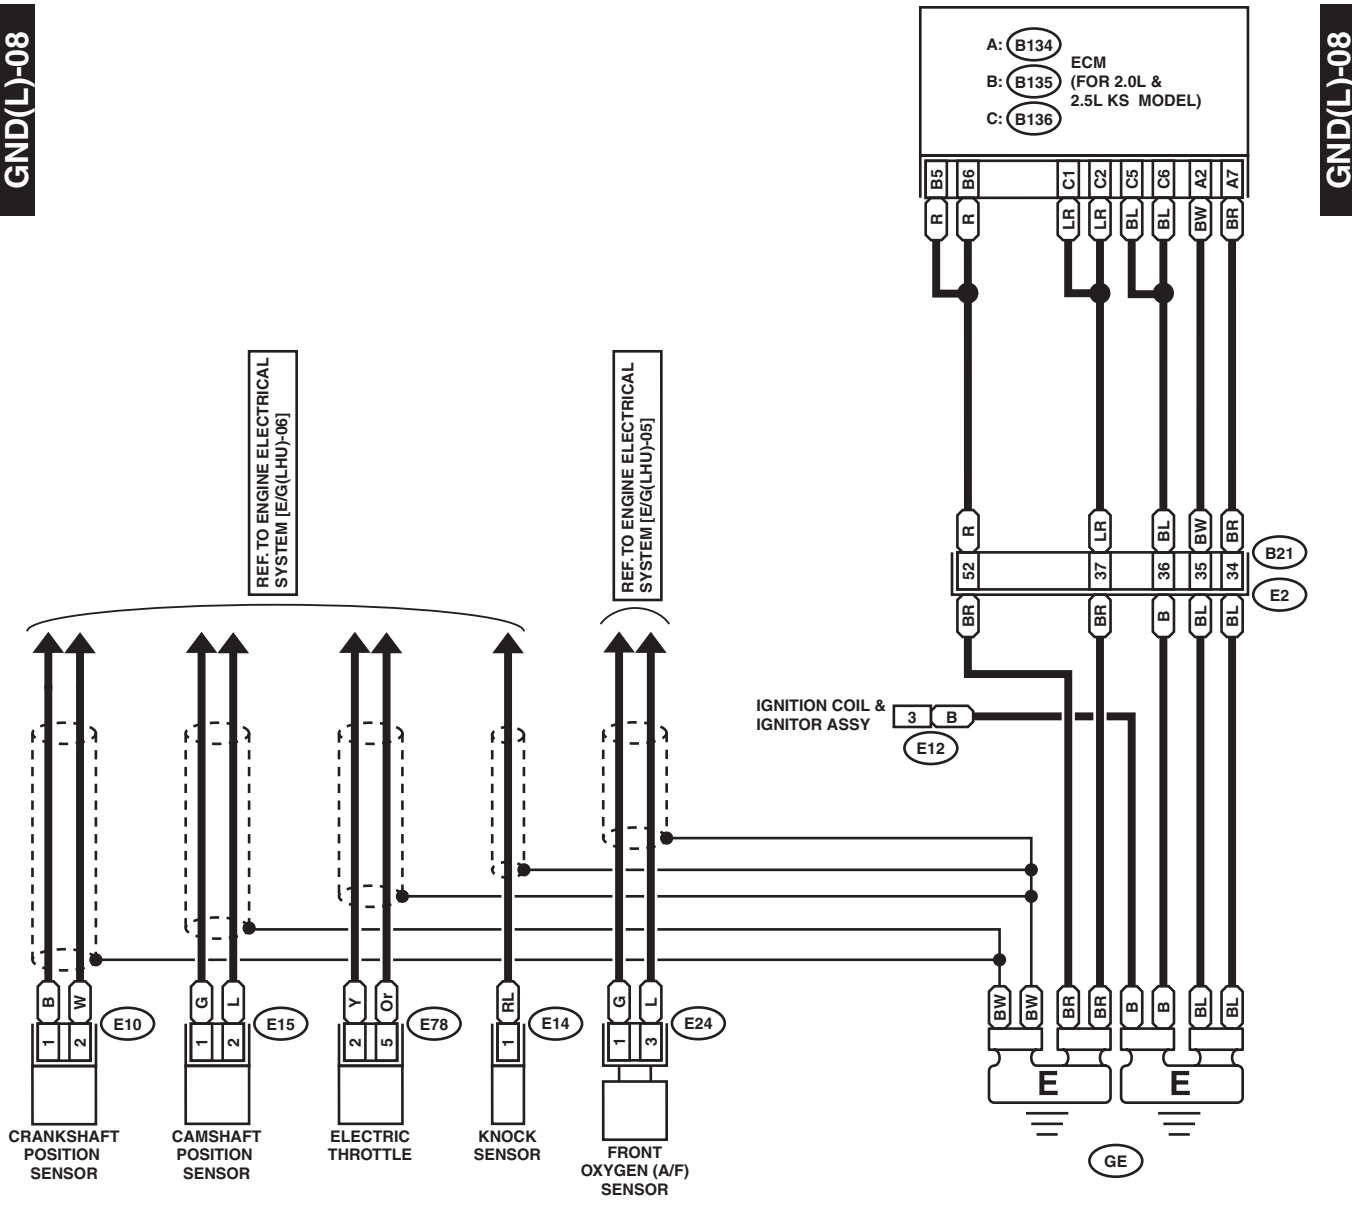 GND(L)-08
GND(L)-08
A: B134
B: B135
C: B136
ECM
(FOR 2.0L &
2.5L KS MODEL)
B5 B6 C1 C2 C5 C6 A2 A7
R R LR LR BL BL BW BR
REF. TO ENGINE ELECTRICAL
SYSTEM [E/G(LHU)-06]
REF. TO ENGINE ELECTRICAL
SYSTEM [E/G(LHU)-05]
R LR BL BW BR
B21
52 37 36 35 34
E2
BR BR B BL BL
IGNITION COIL &
IGNITOR ASSY
3 B
E12
B W G L Y Or RL G L
BW BW BR BR B B BL BL
E10 E15 E78 E14 E24
1 2 1 2 2 5 1 1 3
E E
CRANKSHAFT
POSITION
SENSOR
CAMSHAFT
POSITION
SENSOR
ELECTRIC
THROTTLE
KNOCK
SENSOR
FRONT
OXYGEN (A/F)
SENSOR
GE